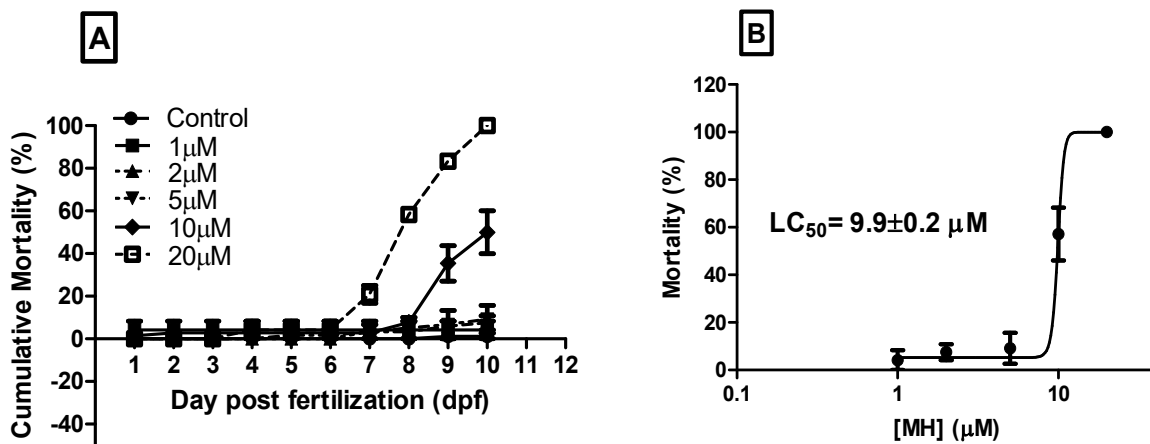 A
Cumulative Mortality (%)
100
80
60
40
20
0
-20
-40
Control
1μM
2μM
5μM
10μM
20μM
1 2 3 4 5 6 7 8 9 10 11 12
Day post fertilization (dpf)
B
Mortality (%)
120
100
80
60
40
20
0
LC50= 9.9±0.2 μM
0.1 1 10
[MH] (μM)